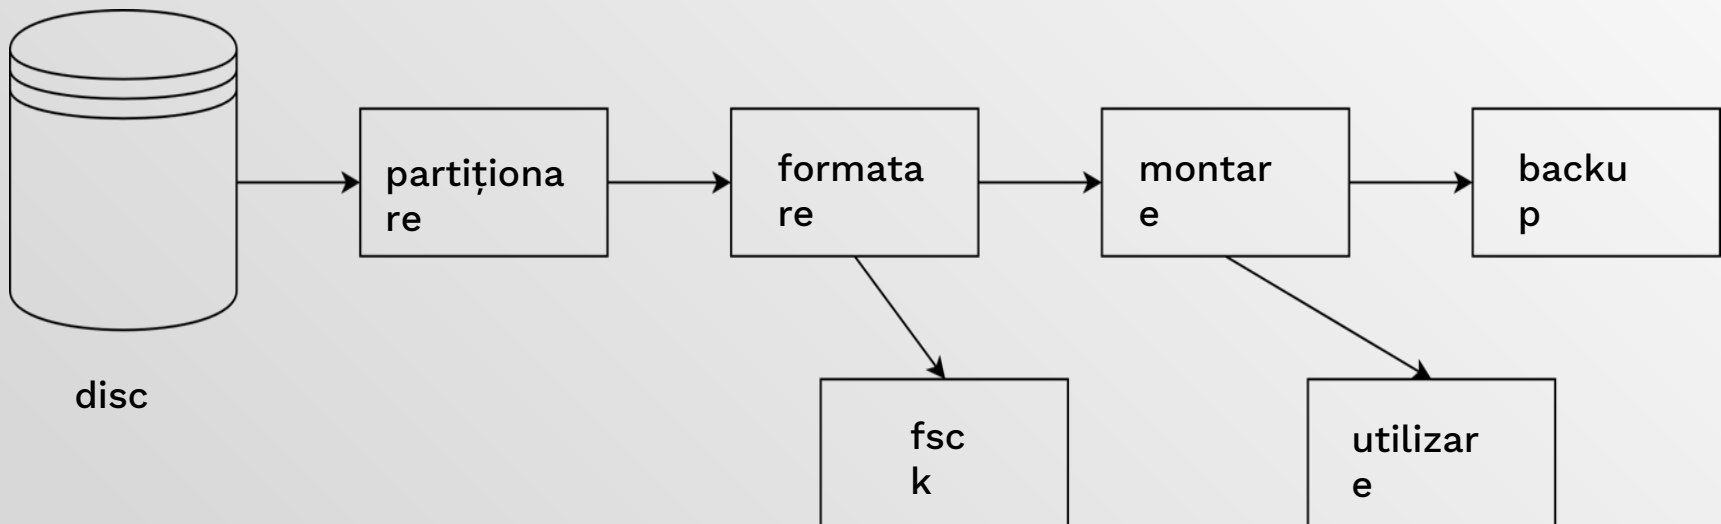 partiționa
re
formata
re
montar
e
backu
p
disc
fsc
k
utilizar
e